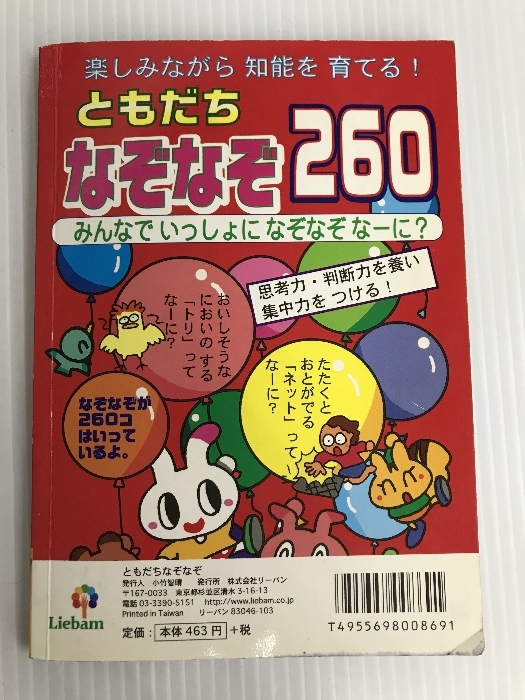 楽しみながら 知能を 育てる！
ともだち
なぞなぞ 260
みんなで いっしょに なぞなぞ なーに？
思考力・判断力を養い
集中力を つける！
おいしそうな
においの する
「トリ」って
なーに？
たたくと
おとがでる
「ネット」って
なーに？
なぞなぞが
260コ
はいって
いるよ。
ともだちなぞなぞ
発行人 小竹智晴 発行所 株式会社リーバン
〒167-0033 東京都杉並区清水 3-16-13
電話 03-3390-5151 http://www.liebam.co.jp
Printed in Taiwan リーバン 83046-103
定価： 本体 463 円 +税
Liebam
T4955698008691